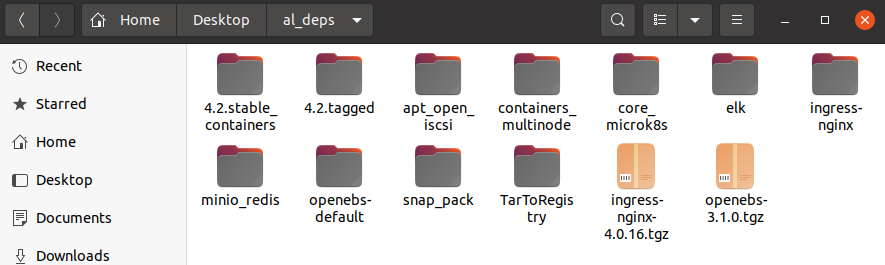 Home Desktop al_deps
Recent
Starred
Home
Desktop
Documents
Downloads
4.2.stable_
containers
4.2.tagged
apt_open_
iscsi
containers_
multinode
core_
microk8s
elk
ingress-
nginx
minio_redis
openebs-
default
snap_pack
TarToRegis
try
ingress-
nginx-
4.0.16.tgz
openebs-
3.1.0.tgz